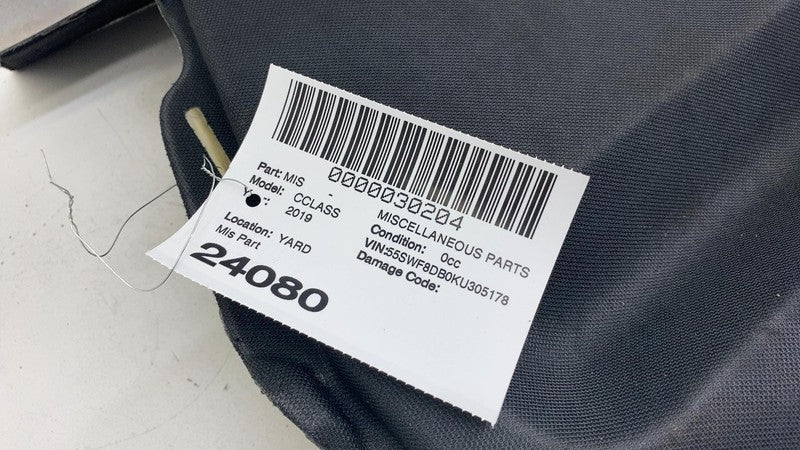 0000030204
Part: MIS - MISCELLANEOUS PARTS
Model: CCLASS Condition: 0cc
2019 VIN:55SWF8DB0KU305178
Location: YARD Damage Code:
Mis Part
24080